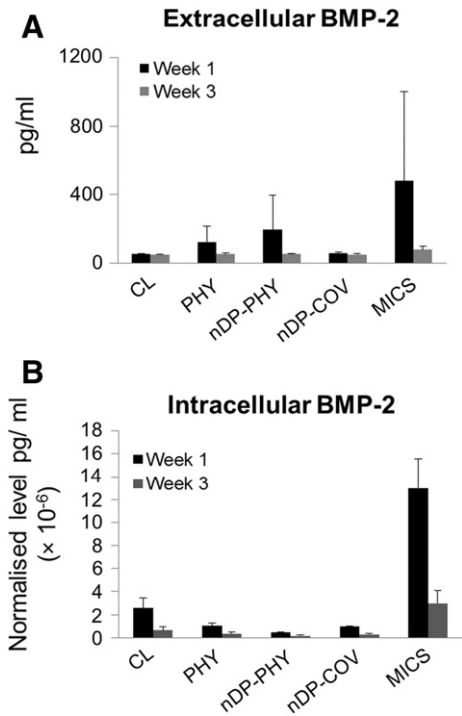 A
Extracellular BMP-2
pg/ml
1200
800
400
0
Week 1
Week 3
CL
PHY
nDP-PHY
nDP-COV
MICS
B
Intracellular BMP-2
Normalised level pg/ ml
(× 10-6)
18
16
14
12
10
8
6
4
2
0
Week 1
Week 3
CL
PHY
nDP-PHY
nDP-COV
MICS